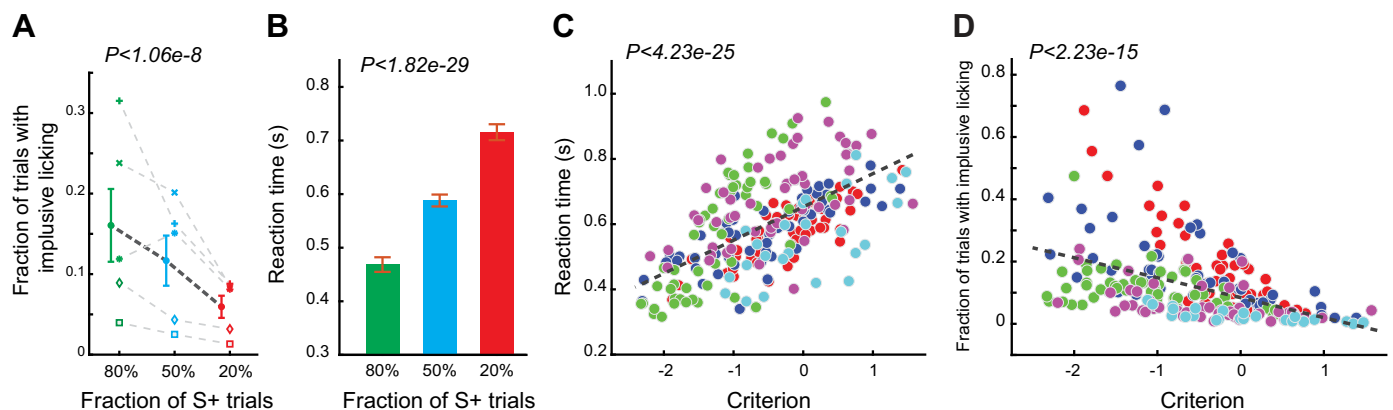 A
P<1.06e-8
Fraction of trials with
implusive licking
0.3
0.2
0.1
0
80%
50%
20%
Fraction of S+ trials
B
P<1.82e-29
Reaction time (s)
0.8
0.7
0.6
0.5
0.4
0.3
80%
50%
20%
Fraction of S+ trials
C
P<4.23e-25
Reaction time (s)
1.0
0.8
0.6
0.4
0.2
-2
-1
0
1
Criterion
D
P<2.23e-15
Fraction of trials with implusive licking
0.8
0.6
0.4
0.2
0
-2
-1
0
1
Criterion